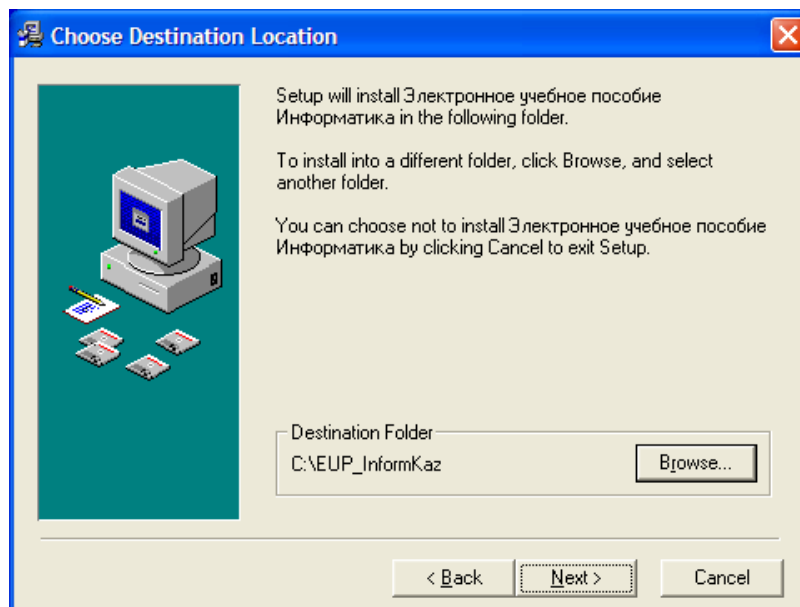 Choose Destination Location
Setup will install Электронное учебное пособие
Информатика in the following folder.
To install into a different folder, click Browse, and select
another folder.
You can choose not to install Электронное учебное пособие
Информатика by clicking Cancel to exit Setup.
Destination Folder
C:\EUP_InformKaz
Browse...
< Back
Next >
Cancel